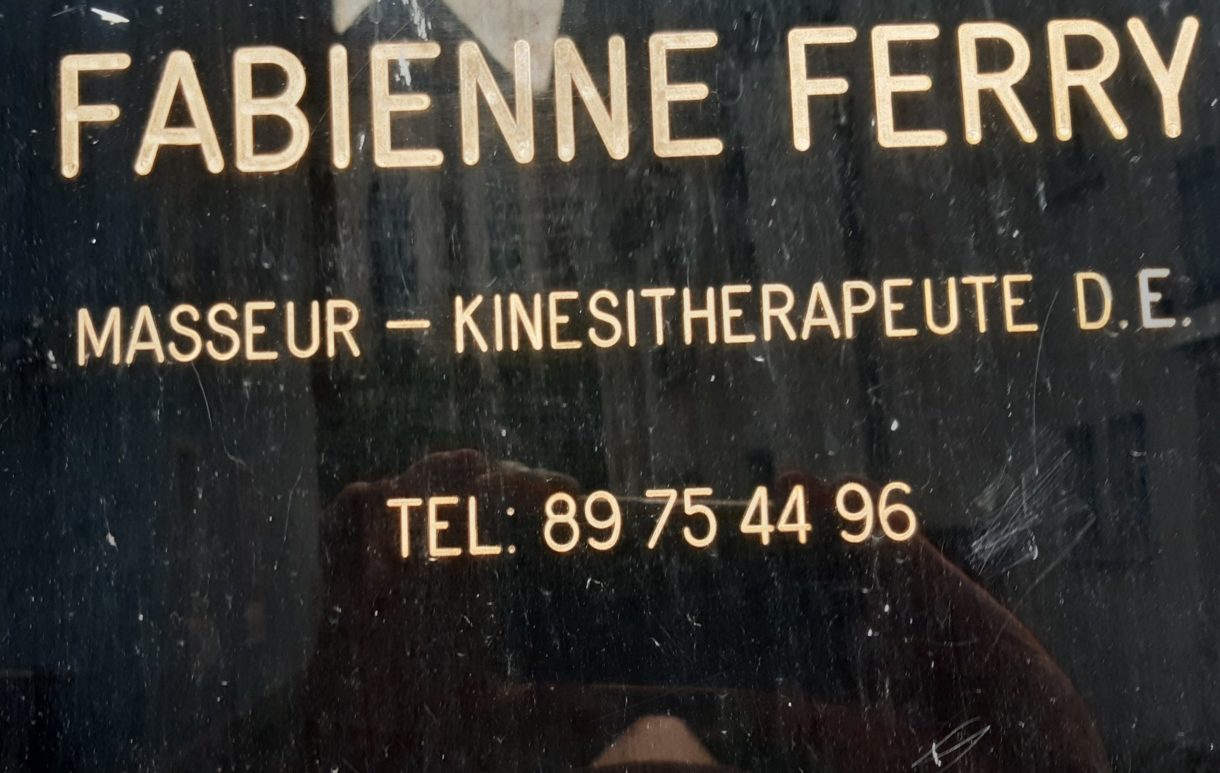 FABIENNE FERRY
MASSEUR – KINESITHERAPEUTE D.E.
TEL: 89 75 44 96